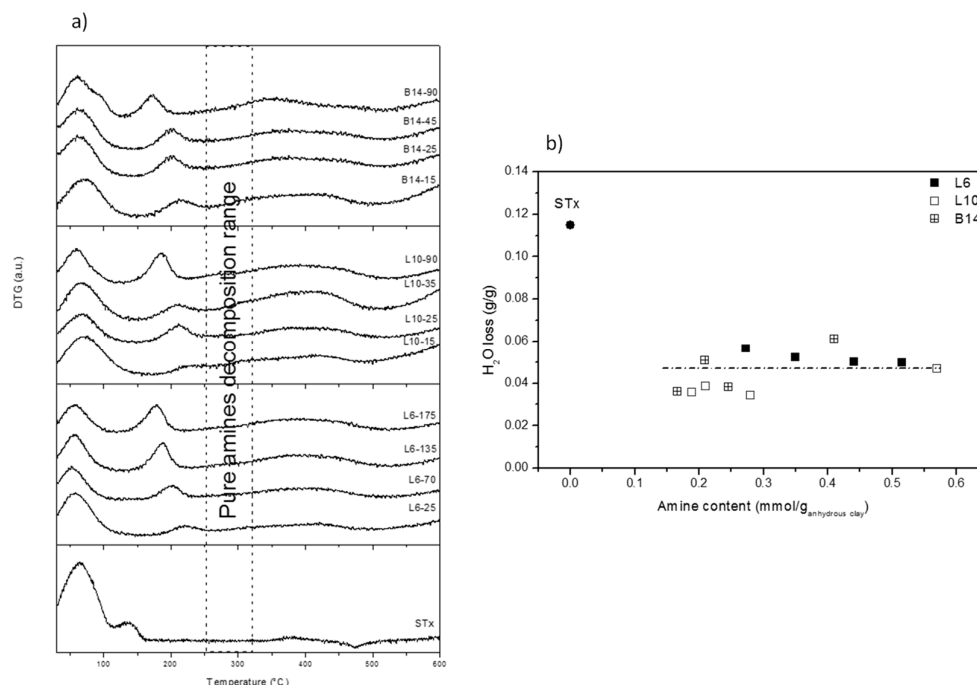 a)
B14-90
B14-45
B14-25
B14-15
L10-90
L10-35
L10-25
L10-15
L6-175
L6-135
L6-70
L6-25
STx
Pure amines decomposition range
DTG (a.u.)
100 200 300 400 500 600
Temperature (°C)
b)
0.14
0.12
0.10
0.08
0.06
0.04
0.02
0.00
H2O loss (g/g)
STx
L6
L10
B14
0.0 0.1 0.2 0.3 0.4 0.5 0.6
Amine content (mmol/ganhydrous clay)